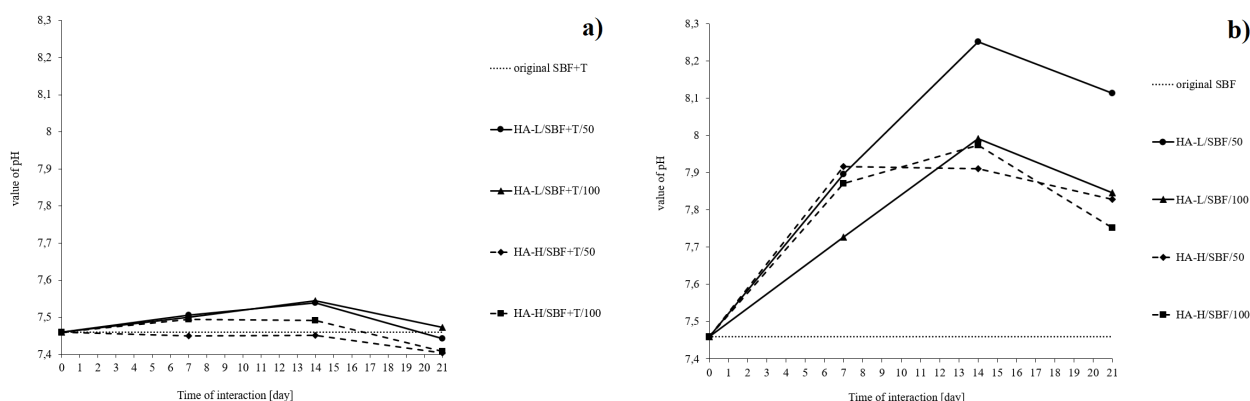 a)
8,3
8,2
8,1
8
7,9
7,8
7,7
7,6
7,5
7,4
value of pH
0 1 2 3 4 5 6 7 8 9 10 11 12 13 14 15 16 17 18 19 20 21
Time of interaction [day]
original SBF+T
HA-L/SBF+T/50
HA-L/SBF+T/100
HA-H/SBF+T/50
HA-H/SBF+T/100
b)
8,3
8,2
8,1
8
7,9
7,8
7,7
7,6
7,5
7,4
value of pH
0 1 2 3 4 5 6 7 8 9 10 11 12 13 14 15 16 17 18 19 20 21
Time of interaction [day]
original SBF
HA-L/SBF/50
HA-L/SBF/100
HA-H/SBF/50
HA-H/SBF/100